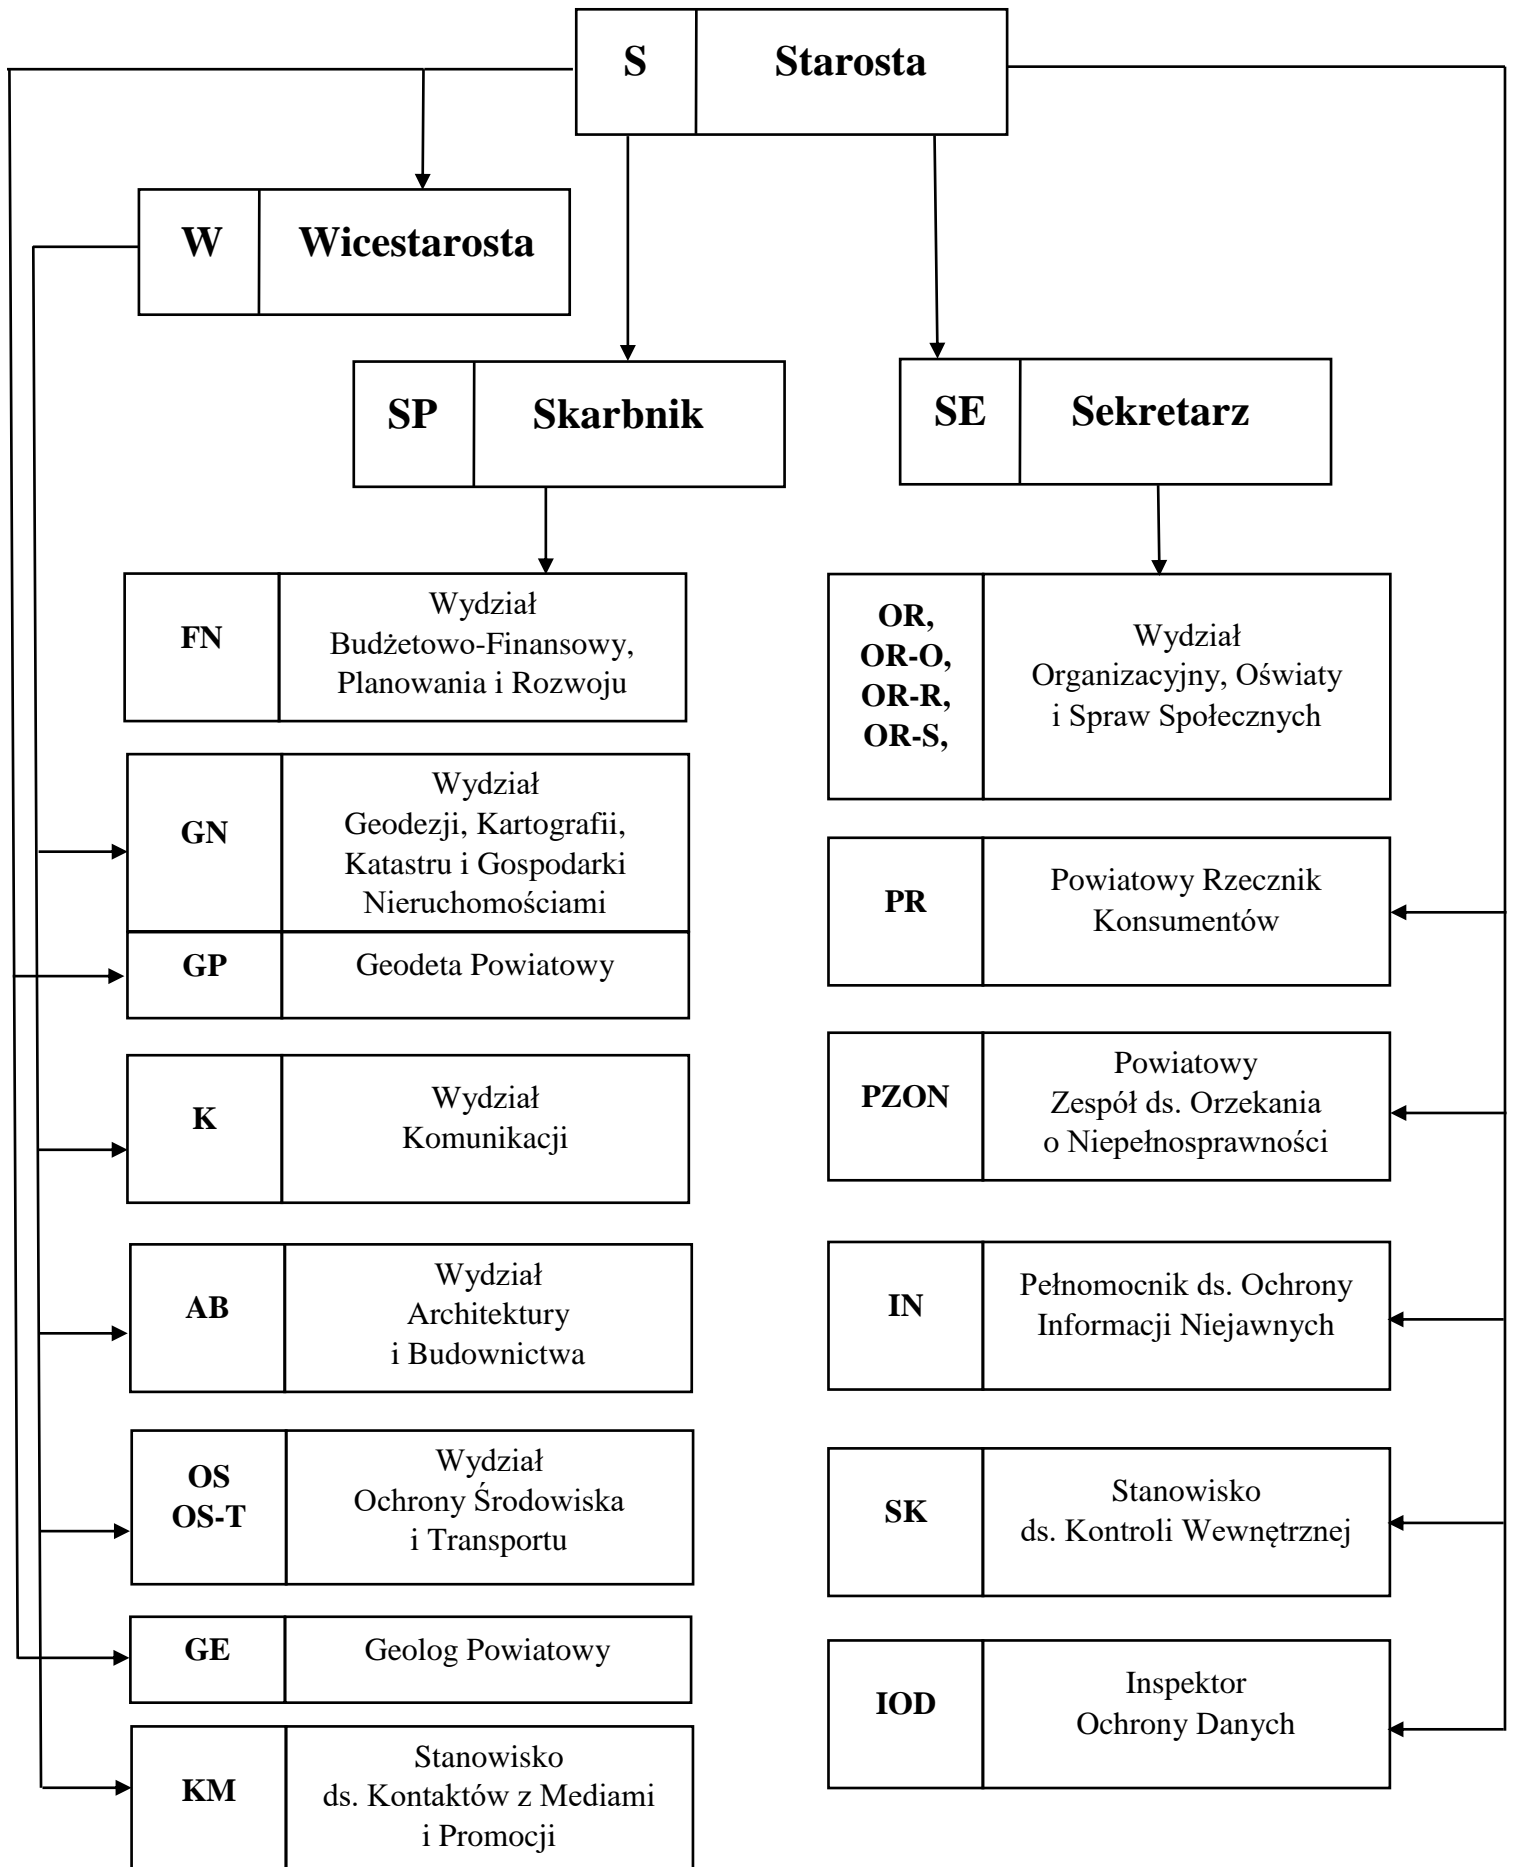 S Starosta
W Wicestarosta
SP Skarbnik
SE Sekretarz
FN
Wydział
Budżetowo-Finansowy,
Planowania i Rozwoju
GN
Wydział
Geodezji, Kartografii,
Katastru i Gospodarki
Nieruchomościami
GP Geodeta Powiatowy
K
Wydział
Komunikacji
AB
Wydział
Architektury
i Budownictwa
OS
OS-T
Wydział
Ochrony Środowiska
i Transportu
GE Geolog Powiatowy
KM
Stanowisko
ds. Kontaktów z Mediami
i Promocji
OR,
OR-O,
OR-R,
OR-S,
Wydział
Organizacyjny, Oświaty
i Spraw Społecznych
PR
Powiatowy Rzecznik
Konsumentów
PZON
Powiatowy
Zespół ds. Orzekania
o Niepełnosprawności
IN
Pełnomocnik ds. Ochrony
Informacji Niejawnych
SK
Stanowisko
ds. Kontroli Wewnętrznej
IOD
Inspektor
Ochrony Danych